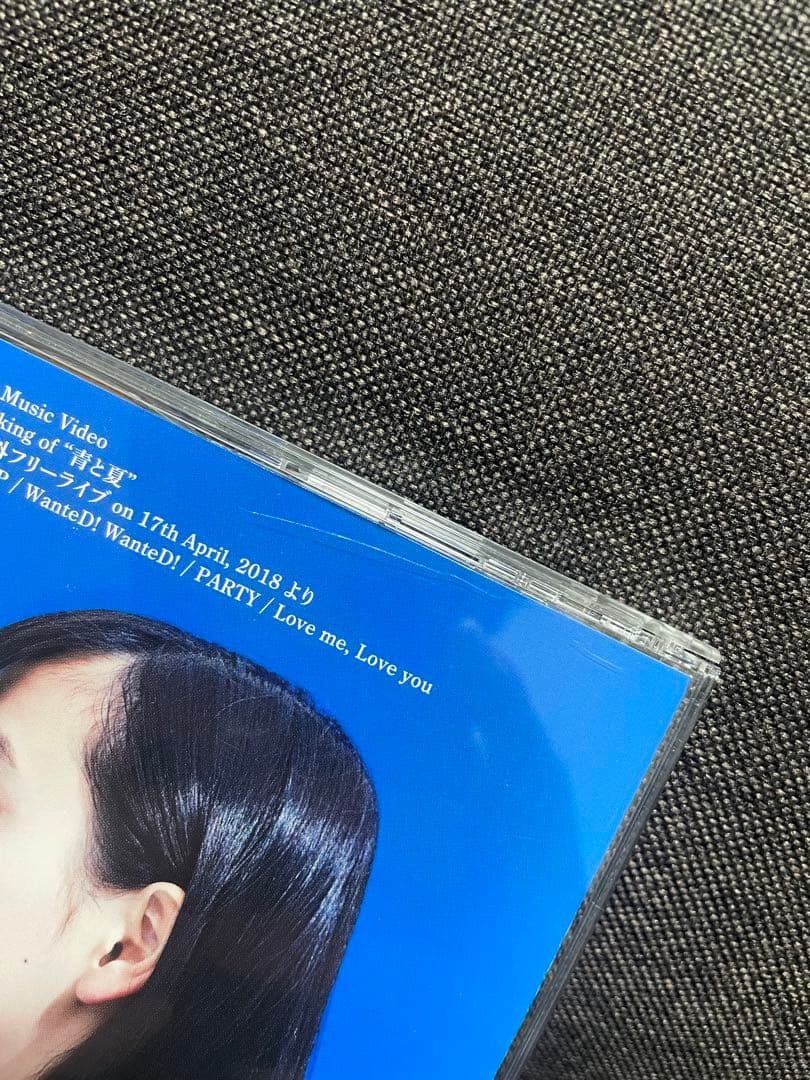 Music Video
king of “青と夏”
フリーライブ on 17th April, 2018 より
P / WanteD! WanteD! / PARTY / Love me, Love you